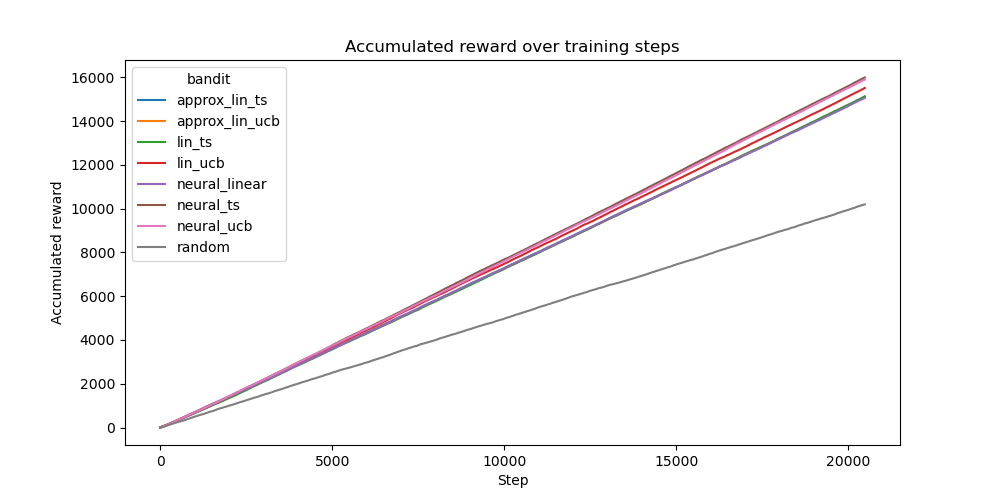 Accumulated reward over training steps
bandit
approx_lin_ts
approx_lin_ucb
lin_ts
lin_ucb
neural_linear
neural_ts
neural_ucb
random
Accumulated reward
16000
14000
12000
10000
8000
6000
4000
2000
0
0 5000 10000 15000 20000
Step